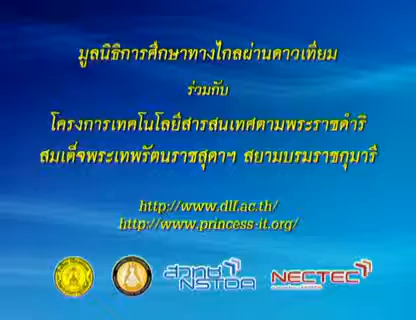 มูลนิธิการศึกษาทางไกลผ่านดาวเทียม
ร่วมกับ
โครงการเทคโนโลยีสารสนเทศตามพระราชดำริ
สมเด็จพระเทพรัตนราชสุดาฯ สยามบรมราชกุมารี
http://www.dlf.ac.th/
http://www.princess-it.org/
สวทช
NSTDA
NECTEC